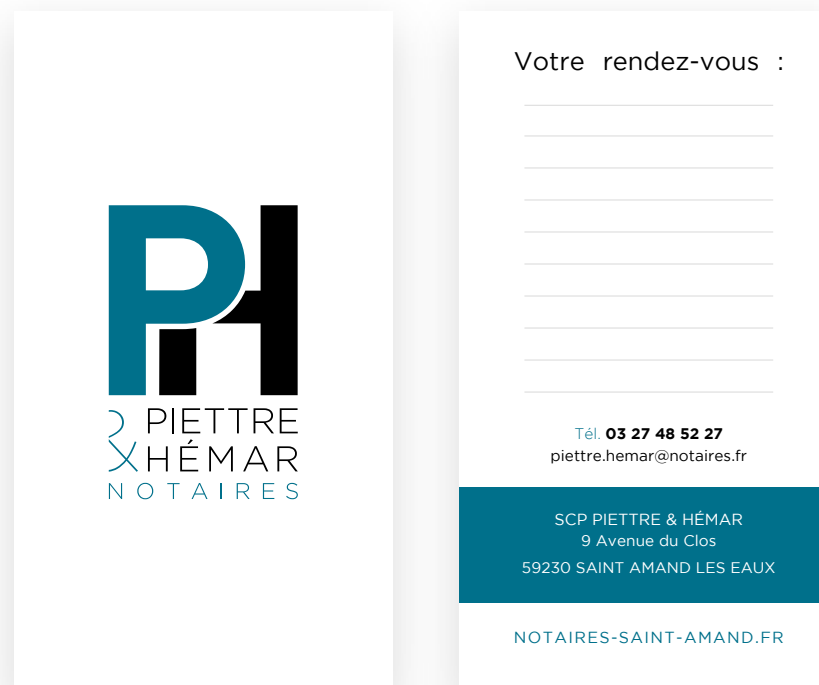 PH
& PIETTRE
HÉMAR
NOTAIRES
Votre rendez-vous :
Tél. 03 27 48 52 27
piettre.hemar@notaires.fr
SCP PIETTRE & HÉMAR
9 Avenue du Clos
59230 SAINT AMAND LES EAUX
NOTAIRES-SAINT-AMAND.FR